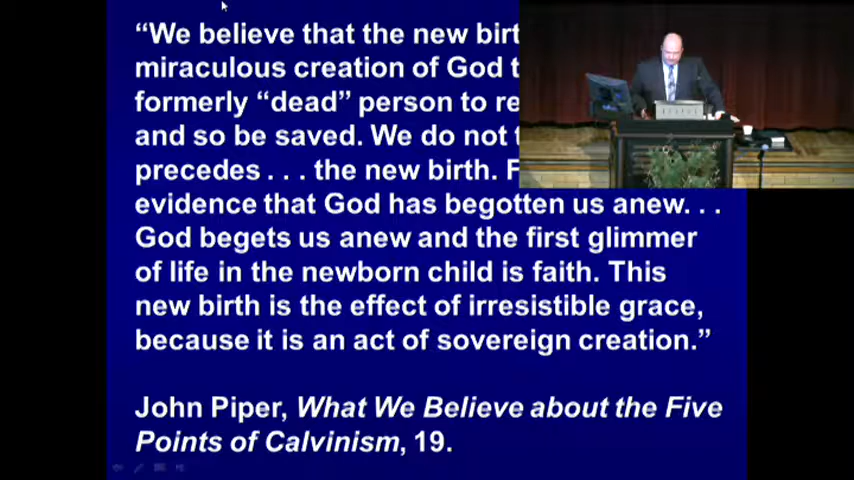 “We believe that the new
miraculous creation of God
formerly “dead” person to
and so be saved. We do not
precedes . . . the new birth.
evidence that God has begotten us anew. . .
God begets us anew and the first glimmer
of life in the newborn child is faith. This
new birth is the effect of irresistible grace,
because it is an act of sovereign creation.”
John Piper, What We Believe about the Five
Points of Calvinism, 19.